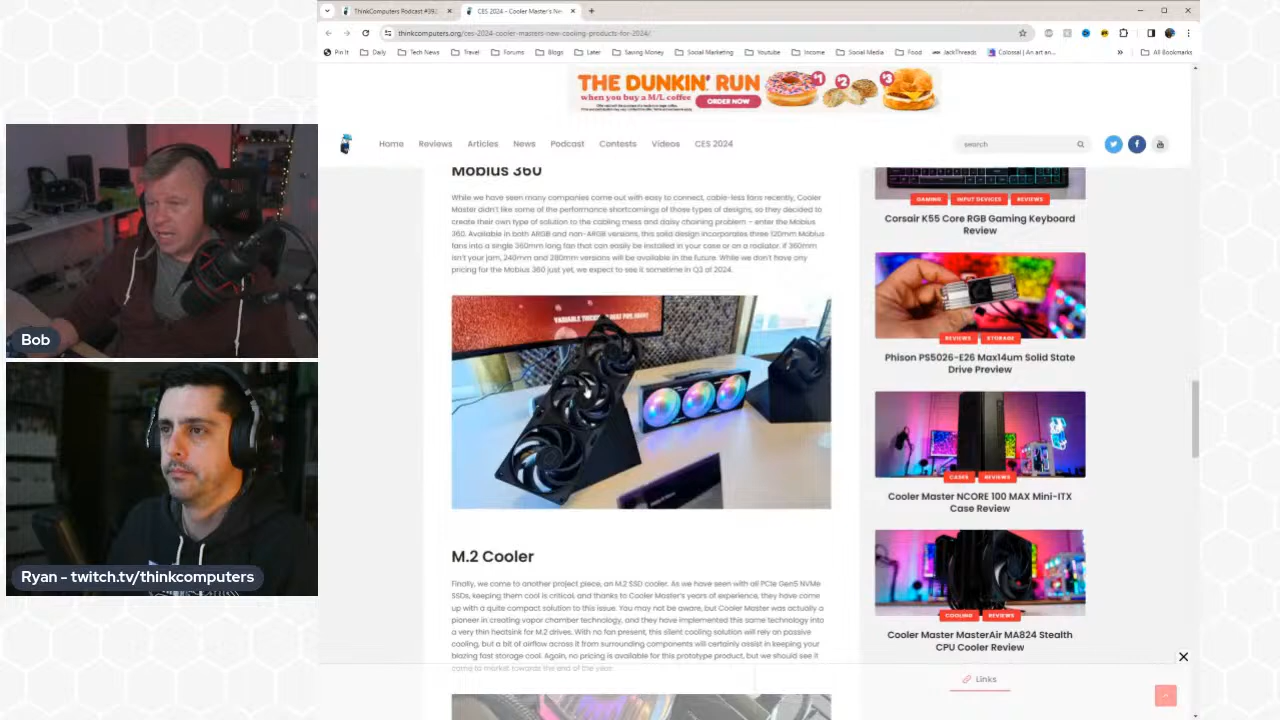 ThinkComputers Podcast #392
CES 2024 - Cooler Master's Ne
thinkcomputers.org/ces-2024-cooler-masters-new-cooling-products-for-2024/
Pin It
Daily
Tech News
Travel
Forums
Blogs
Later
Saving Money
Social Marketing
Youtube
Income
Social Media
Food
JackThreads
Colossal | An art an...
All Bookmarks
THE DUNKIN' RUN
when you buy a M/L coffee
ORDER NOW
$1
$2
$3
Home
Reviews
Articles
News
Podcast
Contests
Videos
CES 2024
search
Mobius 360
While we have seen many companies come out with easy to connect, cable-less fans recently, Cooler
Master didn't like some of the performance shortcomings of those types of designs, so they decided to
create their own type of solution to the cabling mess and daisy chaining problem – enter the Mobius
360. Available in both ARGB and non-ARGB versions, this solid design incorporates three 120mm Mobius
fans into a single 360mm long fan that can easily be installed in your case or on a radiator. If 360mm
isn't your jam, 240mm and 280mm versions will be available in the future. While we don't have any
pricing for the Mobius 360 just yet, we expect to see it sometime in Q3 of 2024.
M.2 Cooler
Finally, we come to another project piece, an M.2 SSD cooler. As we have seen with all PCIe Gen5 NVMe
SSDs, keeping them cool is critical, and thanks to Cooler Master's years of experience, they have come
up with a quite compact solution to this issue. You may not be aware, but Cooler Master was actually a
pioneer in creating vapor chamber technology, and they have implemented this same technology into
a very thin heatsink for M.2 drives. With no fan present, this silent cooling solution will rely on passive
cooling, but a bit of airflow across it from surrounding components will certainly assist in keeping your
blazing fast storage cool. Again, no pricing is available for this prototype product, but we should see it
come to market towards the end of the year.
GAMING
INPUT DEVICES
REVIEWS
Corsair K55 Core RGB Gaming Keyboard
Review
REVIEWS
STORAGE
Phison PS5026-E26 Max14um Solid State
Drive Preview
CASES
REVIEWS
Cooler Master NCORE 100 MAX Mini-ITX
Case Review
COOLING
REVIEWS
Cooler Master MasterAir MA824 Stealth
CPU Cooler Review
Links
Bob
Ryan - twitch.tv/thinkcomputers